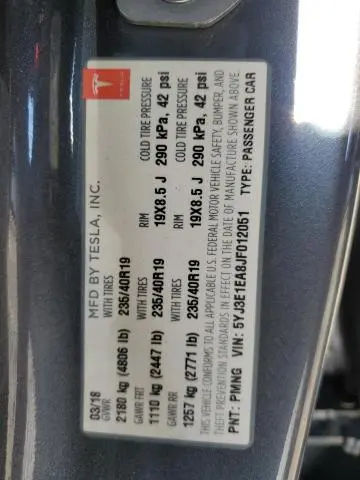 TESLA
MFD BY TESLA, INC.
03/18
GVWR WITH TIRES RIM COLD TIRE PRESSURE
2180 kg (4806 lb) 235/40R19 19X8.5 J 290 kPa, 42 psi
GAWR FRT WITH TIRES RIM COLD TIRE PRESSURE
1110 kg (2447 lb) 235/40R19 19X8.5 J 290 kPa, 42 psi
GAWR RR
1257 kg (2771 lb) 235/40R19
THIS VEHICLE CONFORMS TO ALL APPLICABLE U.S. FEDERAL MOTOR VEHICLE SAFETY, BUMPER, AND
THEFT PREVENTION STANDARDS IN EFFECT ON THE DATE OF MANUFACTURE SHOWN ABOVE.
PNT: PMNG VIN: 5YJ3E1EA8JF012051 TYPE: PASSENGER CAR